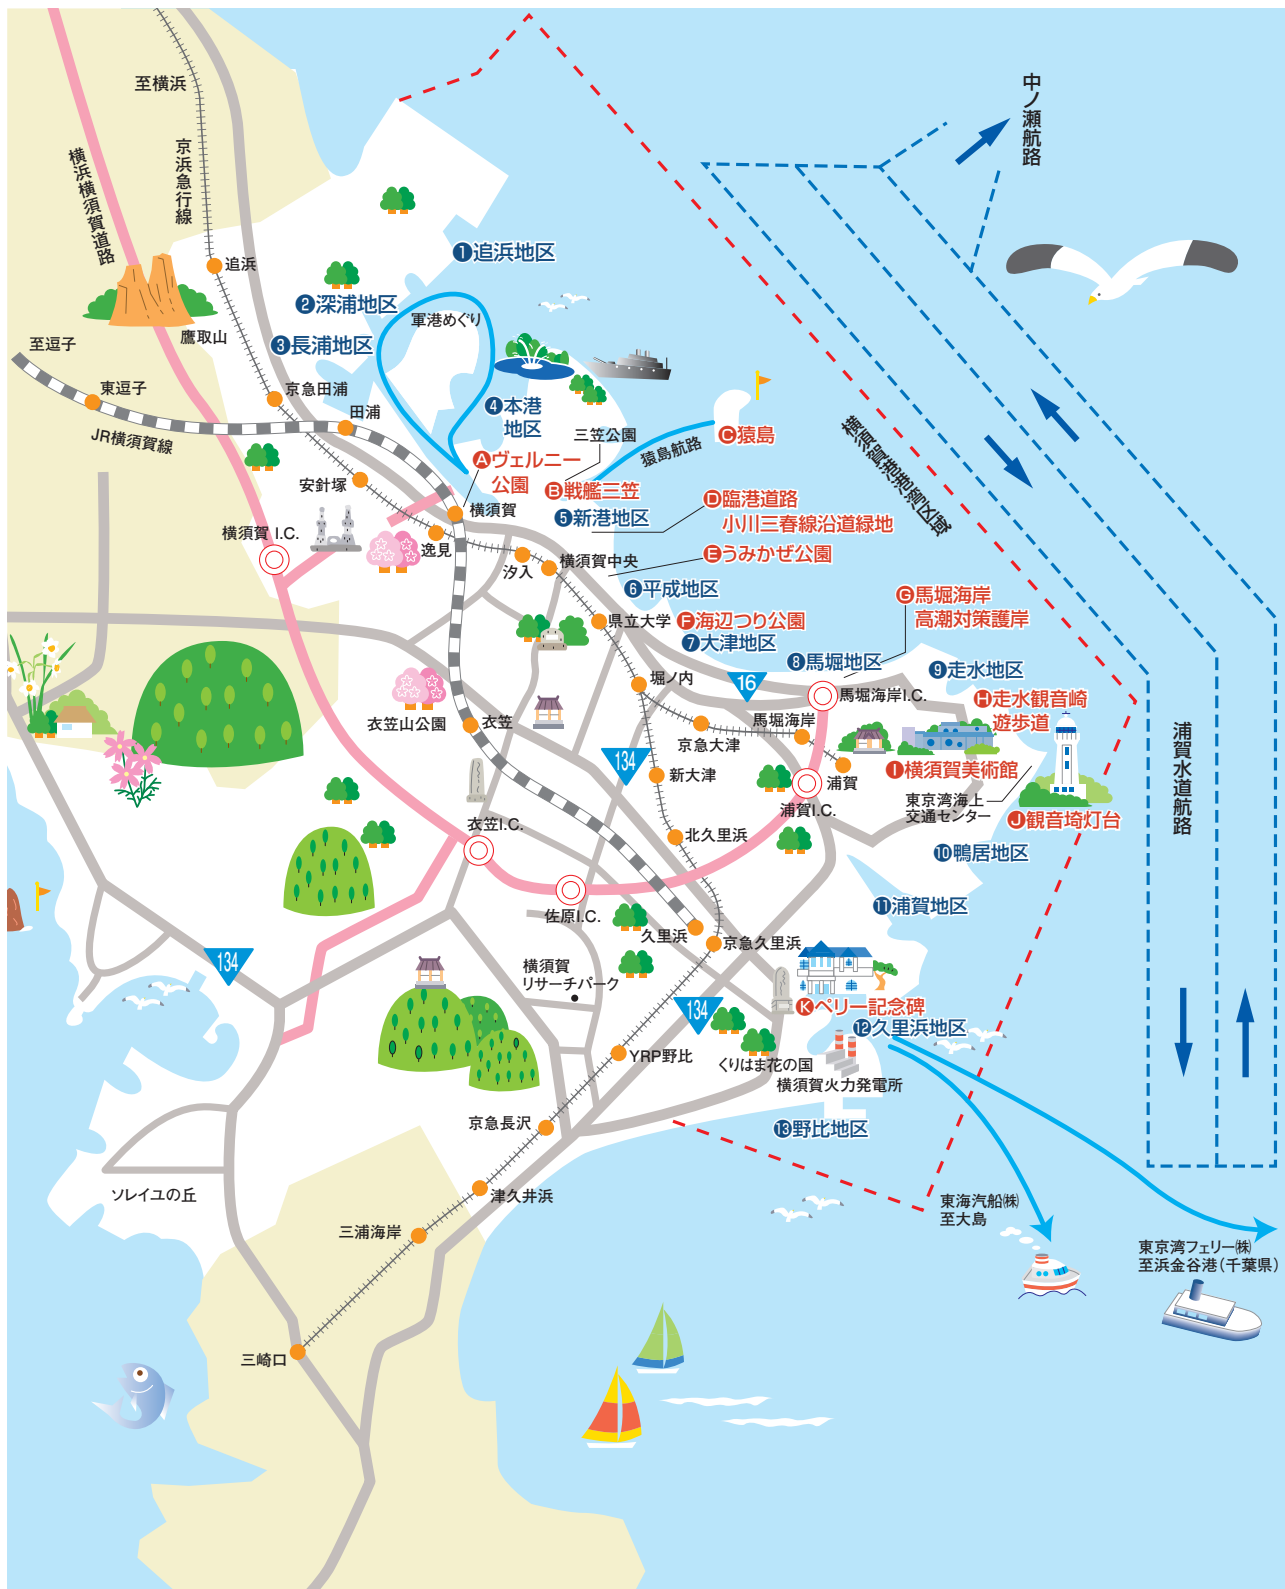 至横浜
京浜急行線
横浜横須賀道路
中ノ瀬航路
❶追浜地区
追浜
❷深浦地区
軍港めぐり
鷹取山
❸長浦地区
至逗子
東逗子
京急田浦
JR横須賀線
田浦
❹本港
地区
三笠公園
猿島航路
Ⓒ猿島
横須賀港港湾区域
Ⓐヴェルニー
公園
Ⓑ戦艦三笠
安針塚
横須賀
❺新港地区
Ⓓ臨港道路
小川三春線沿道緑地
横須賀 I.C.
逸見
汐入
横須賀中央
Ⓔうみかぜ公園
❻平成地区
県立大学
Ⓕ海辺つり公園
❼大津地区
Ⓖ馬堀海岸
高潮対策護岸
❽馬堀地区
❾走水地区
堀ノ内
16
馬堀海岸I.C.
Ⓗ走水観音崎
遊歩道
衣笠山公園
衣笠
京急大津
馬堀海岸
134
新大津
浦賀
Ⓘ横須賀美術館
浦賀I.C.
東京湾海上
交通センター
Ⓙ観音埼灯台
浦賀水道航路
衣笠I.C.
北久里浜
❿鴨居地区
佐原I.C.
⓫浦賀地区
久里浜
京急久里浜
134
横須賀
リサーチパーク
134
Ⓚペリー記念碑
⓬久里浜地区
YRP野比
くりはま花の国
横須賀火力発電所
京急長沢
⓭野比地区
ソレイユの丘
津久井浜
東海汽船㈱
至大島
三浦海岸
東京湾フェリー㈱
至浜金谷港(千葉県)
三崎口